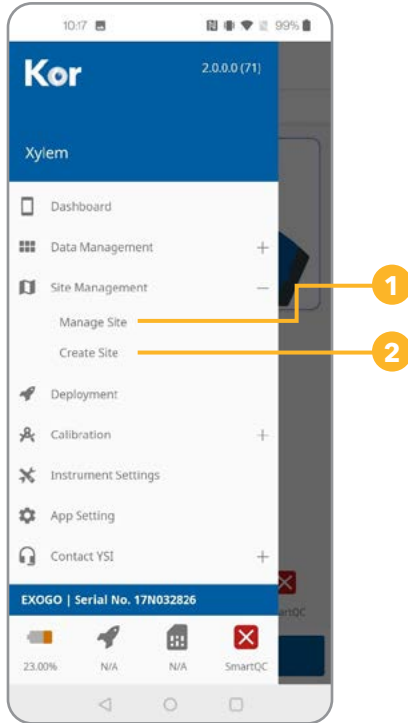 10:17 99%
Kor 2.0.0.0 (71)
Xylem
Dashboard
Data Management +
Site Management −
1
Manage Site
2
Create Site
Deployment
Calibration +
Instrument Settings
App Setting
Contact YSI +
EXOGO | Serial No. 17N032826
artQC
23.00% N/A N/A SmartQC